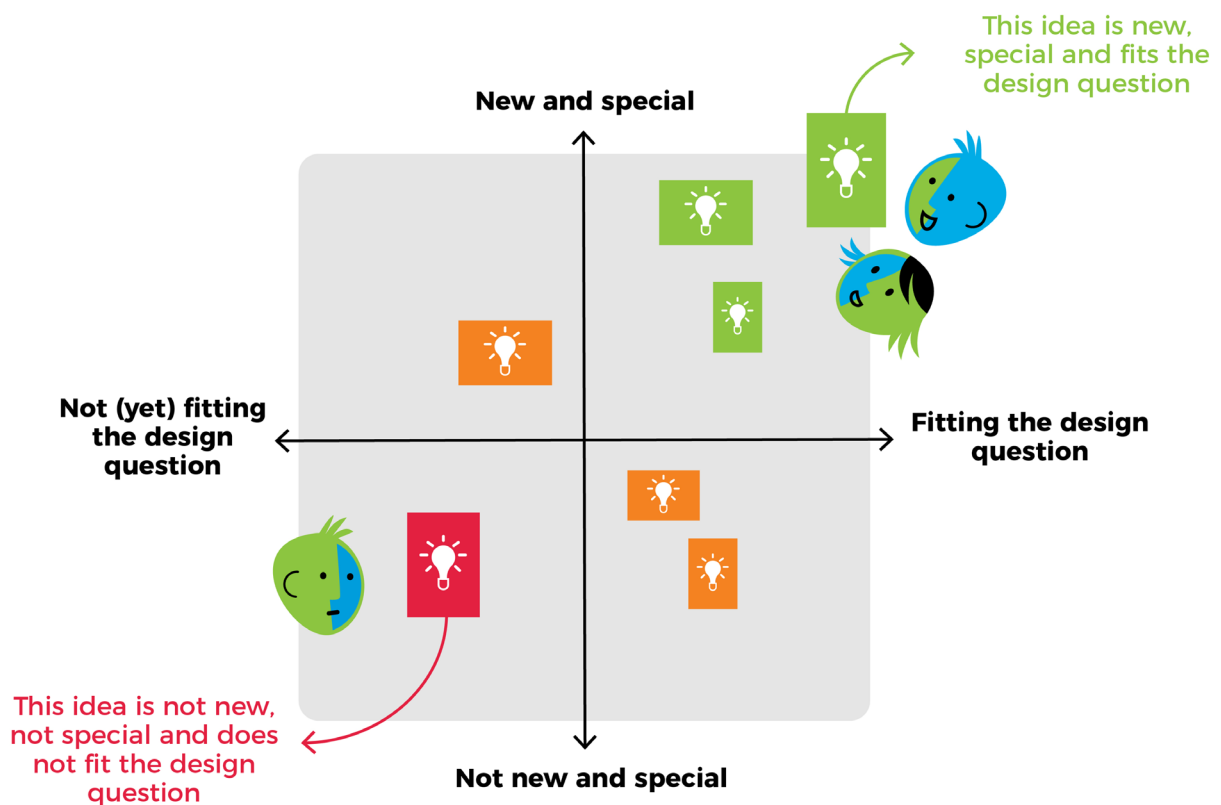 This idea is new,
special and fits the
design question
New and special
Not (yet) fitting
the design
question
Fitting the design
question
This idea is not new,
not special and does
not fit the design
question
Not new and special